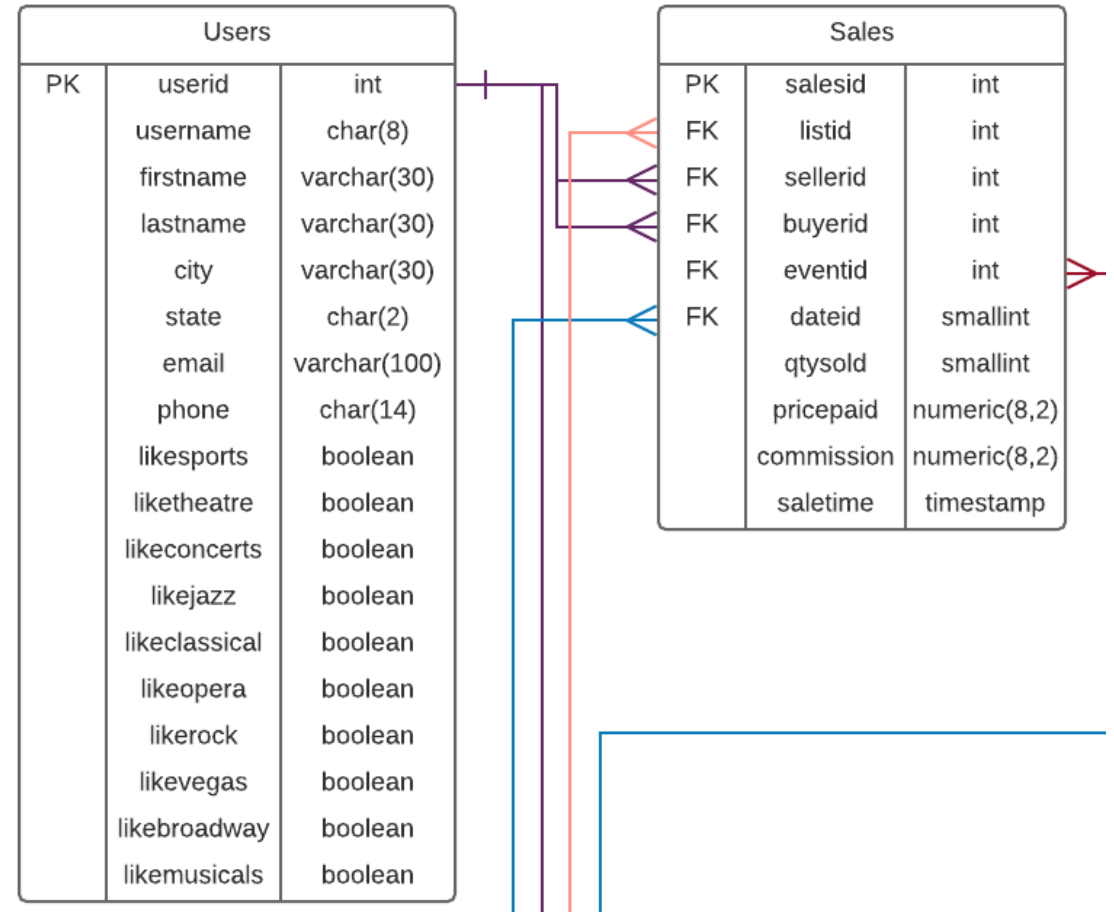 Users
PK userid int
username char(8)
firstname varchar(30)
lastname varchar(30)
city varchar(30)
state char(2)
email varchar(100)
phone char(14)
likesports boolean
liketheatre boolean
likeconcerts boolean
likejazz boolean
likeclassical boolean
likeopera boolean
likerock boolean
likevegas boolean
likebroadway boolean
likemusicals boolean
Sales
PK salesid int
FK listid int
FK sellerid int
FK buyerid int
FK eventid int
FK dateid smallint
qtysold smallint
pricepaid numeric(8,2)
commission numeric(8,2)
saletime timestamp